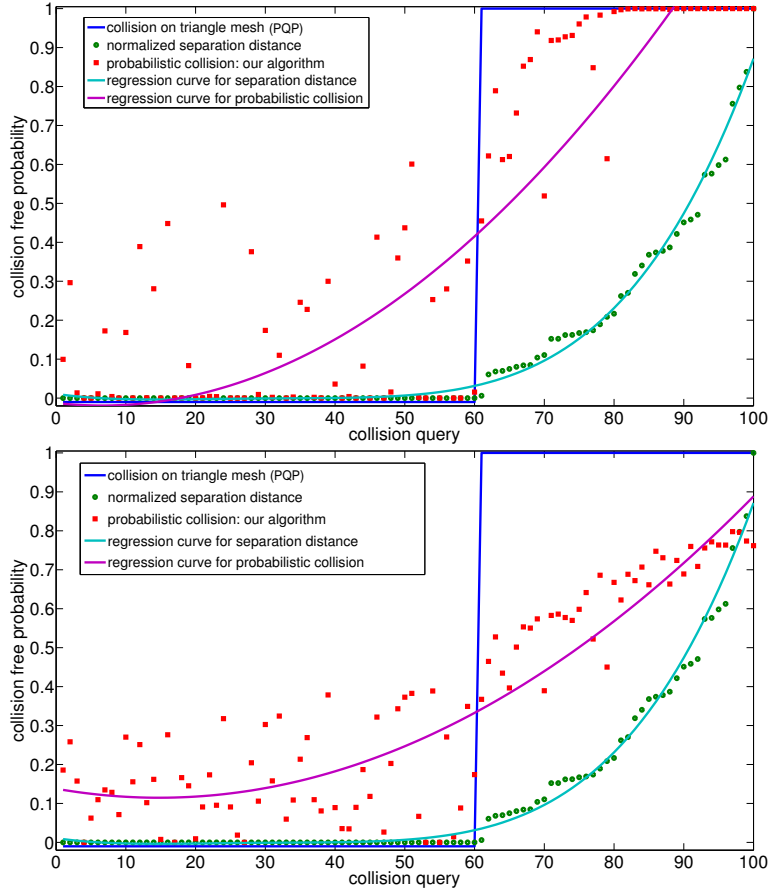 1
0.9
0.8
0.7
0.6
0.5
0.4
0.3
0.2
0.1
0
collision free probability
collision on triangle mesh (PQP)
normalized separation distance
probabilistic collision: our algorithm
regression curve for separation distance
regression curve for probabilistic collision
0 10 20 30 40 50 60 70 80 90 100
collision query
1
0.9
0.8
0.7
0.6
0.5
0.4
0.3
0.2
0.1
0
collision free probability
collision on triangle mesh (PQP)
normalized separation distance
probabilistic collision: our algorithm
regression curve for separation distance
regression curve for probabilistic collision
0 10 20 30 40 50 60 70 80 90 100
collision query